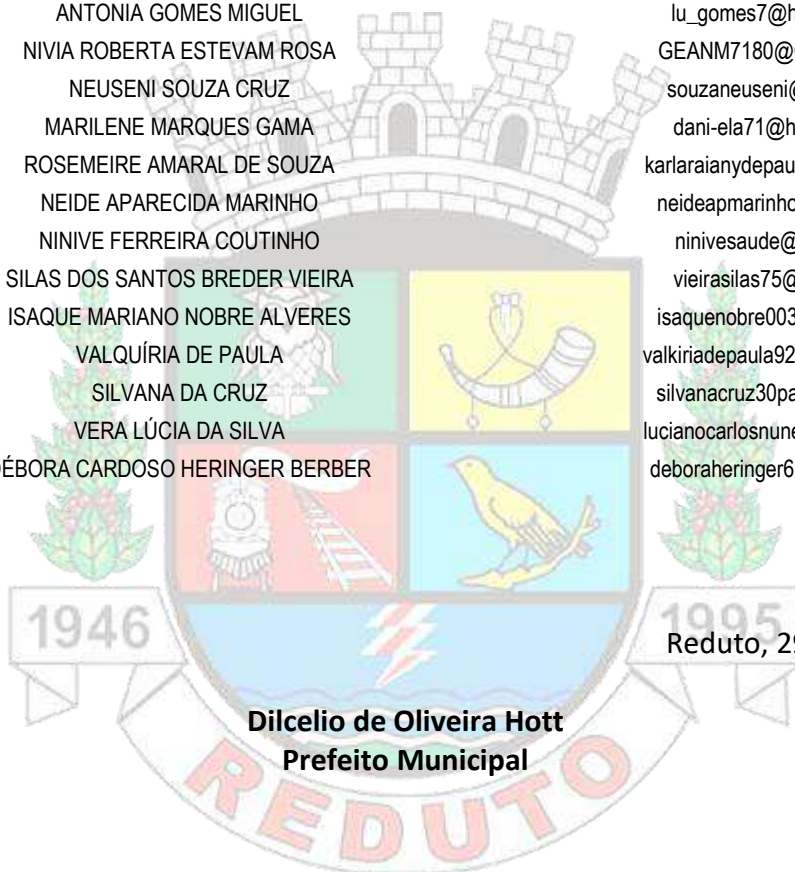 ANTONIA GOMES MIGUEL lu_gomes7@h
NIVIA ROBERTA ESTEVAM ROSA GEANM7180@
NEUSENI SOUZA CRUZ souzaneuseni@
MARILENE MARQUES GAMA dani-ela71@h
ROSEMEIRE AMARAL DE SOUZA karlaraianydepau
NEIDE APARECIDA MARINHO neideapmarinho
NINIVE FERREIRA COUTINHO ninivesaude@
SILAS DOS SANTOS BREDER VIEIRA vieirasilas75@
ISAQUE MARIANO NOBRE ALVERES isaquenobre003
VALQUÍRIA DE PAULA valkiriadepaula92
SILVANA DA CRUZ silvanacruz30pa
VERA LÚCIA DA SILVA lucianocarlosnune
DÉBORA CARDOSO HERINGER BERBER deboraheringer6
1946 1995
Reduto, 29
Dilcelio de Oliveira Hott
Prefeito Municipal
REDUTO